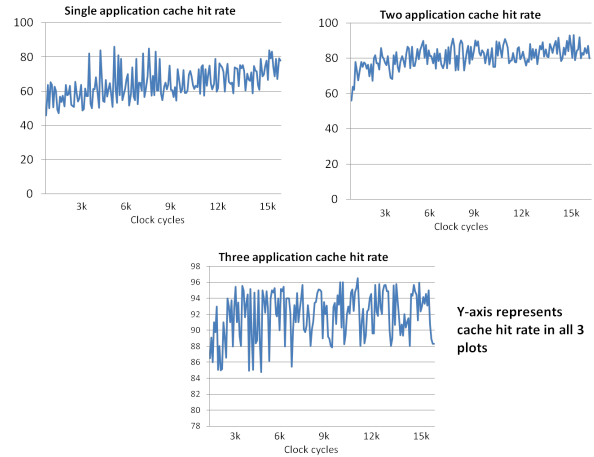 Single application cache hit rate
100
80
60
40
20
0
3k 6k 9k 12k 15k
Clock cycles
Two application cache hit rate
100
80
60
40
20
0
3k 6k 9k 12k 15k
Clock cycles
Three application cache hit rate
98
96
94
92
90
88
86
84
82
80
78
3k 6k 9k 12k 15k
Clock cycles
Y-axis represents
cache hit rate in all 3
plots